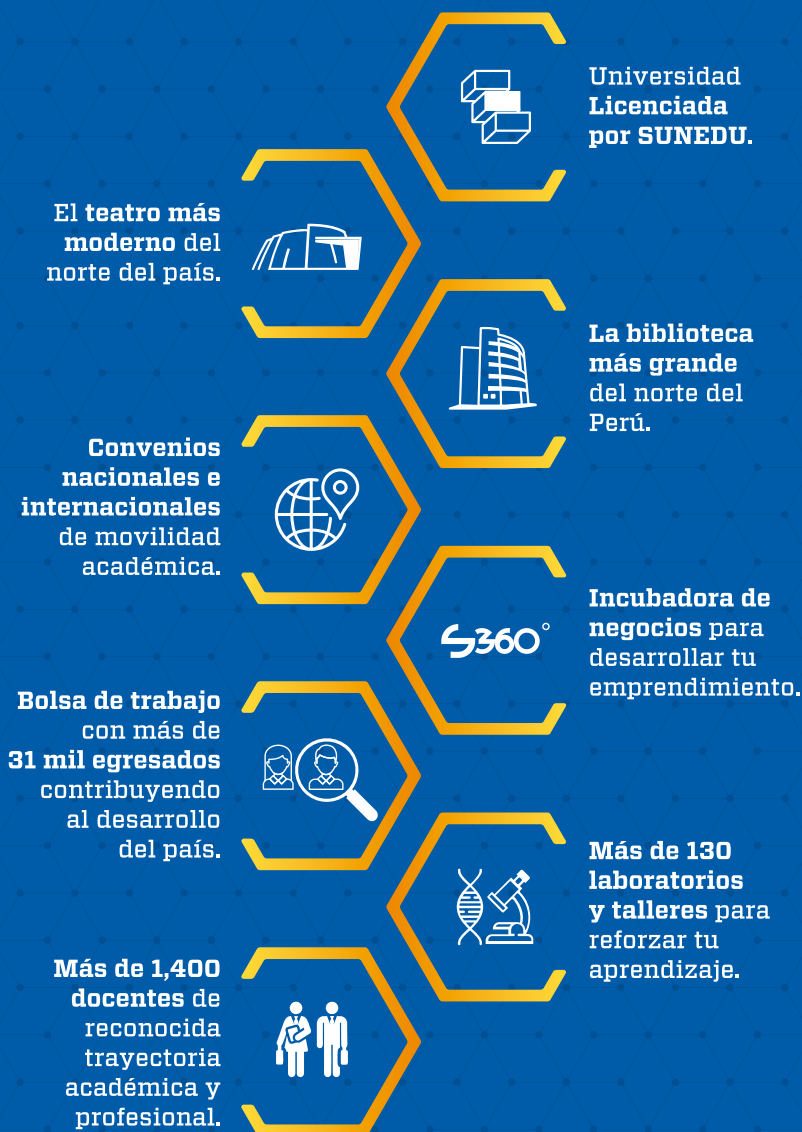 Universidad
Licenciada
por SUNEDU.
El teatro más
moderno del
norte del país.
La biblioteca
más grande
del norte del
Perú.
Convenios
nacionales e
internacionales
de movilidad
académica.
S360°
Incubadora de
negocios para
desarrollar tu
emprendimiento.
Bolsa de trabajo
con más de
31 mil egresados
contribuyendo
al desarrollo
del país.
Más de 130
laboratorios
y talleres para
reforzar tu
aprendizaje.
Más de 1,400
docentes de
reconocida
trayectoria
académica y
profesional.